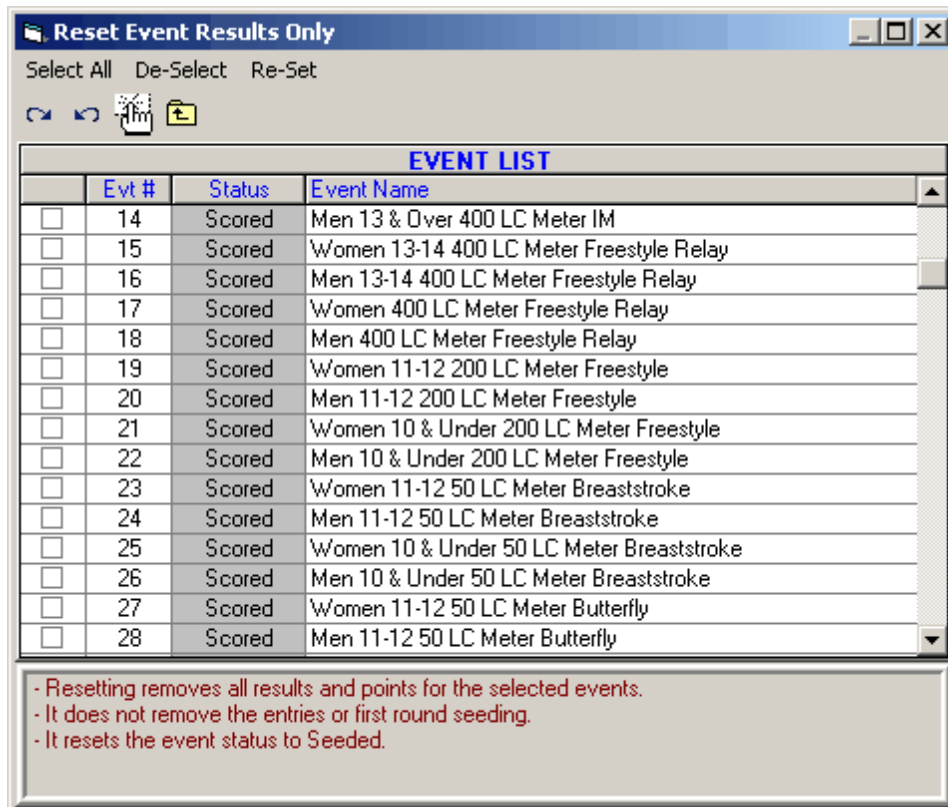 Reset Event Results Only
Select All De-Select Re-Set
EVENT LIST
Evt # Status Event Name
14 Scored Men 13 & Over 400 LC Meter IM
15 Scored Women 13-14 400 LC Meter Freestyle Relay
16 Scored Men 13-14 400 LC Meter Freestyle Relay
17 Scored Women 400 LC Meter Freestyle Relay
18 Scored Men 400 LC Meter Freestyle Relay
19 Scored Women 11-12 200 LC Meter Freestyle
20 Scored Men 11-12 200 LC Meter Freestyle
21 Scored Women 10 & Under 200 LC Meter Freestyle
22 Scored Men 10 & Under 200 LC Meter Freestyle
23 Scored Women 11-12 50 LC Meter Breaststroke
24 Scored Men 11-12 50 LC Meter Breaststroke
25 Scored Women 10 & Under 50 LC Meter Breaststroke
26 Scored Men 10 & Under 50 LC Meter Breaststroke
27 Scored Women 11-12 50 LC Meter Butterfly
28 Scored Men 11-12 50 LC Meter Butterfly
- Resetting removes all results and points for the selected events.
- It does not remove the entries or first round seeding.
- It resets the event status to Seeded.